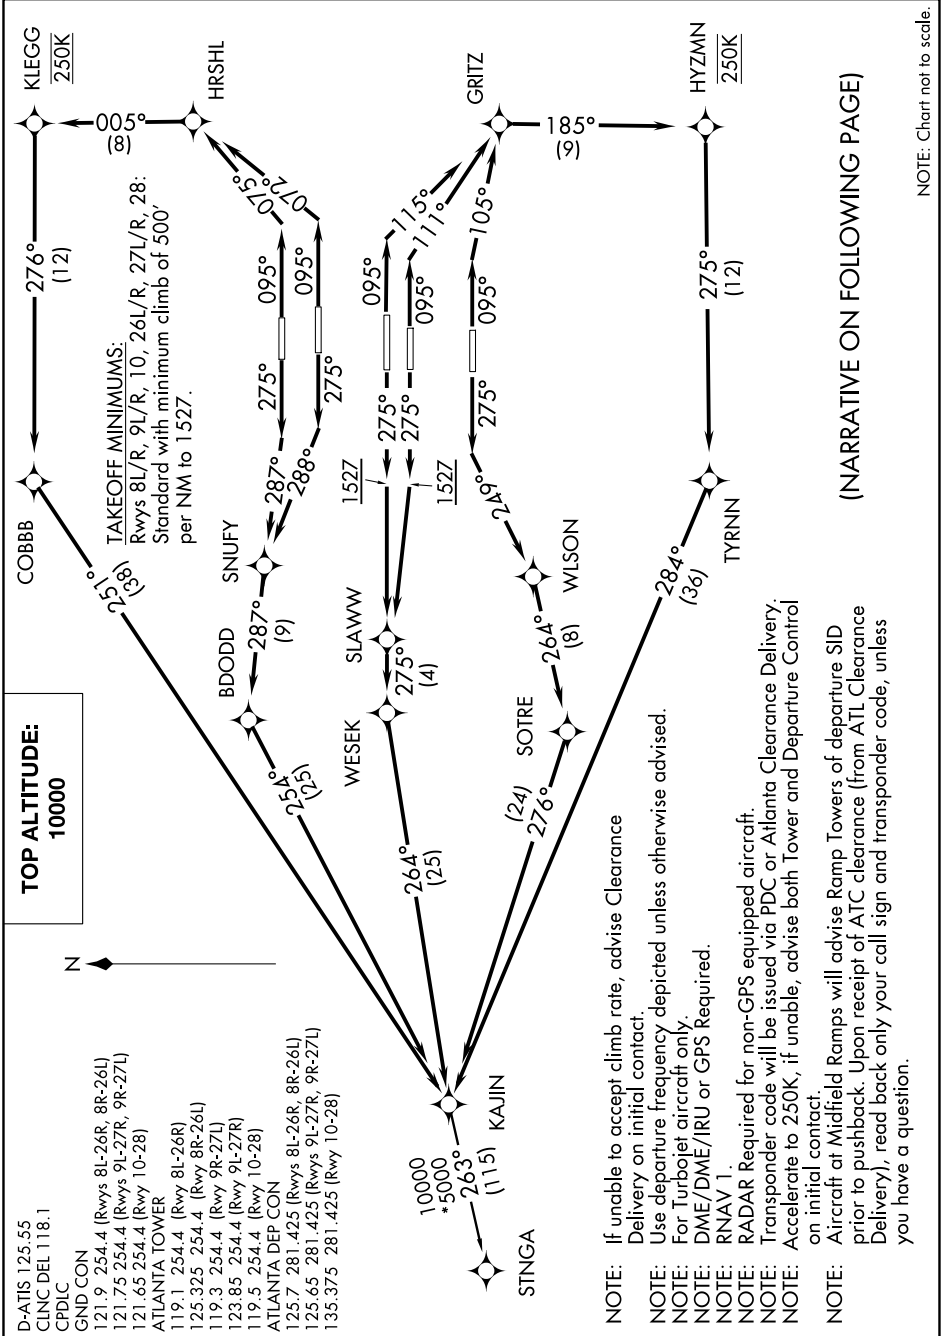 D-ATIS 125.55
CLNC DEL 118.1
CPDLC
GND CON
121.9 254.4 (Rwys 8L-26R, 8R-26L)
121.75 254.4 (Rwys 9L-27R, 9R-27L)
121.65 254.4 (Rwy 10-28)
ATLANTA TOWER
119.1 254.4 (Rwy 8L-26R)
125.325 254.4 (Rwy 8R-26L)
119.3 254.4 (Rwy 9R-27L)
123.85 254.4 (Rwy 9L-27R)
119.5 254.4 (Rwy 10-28)
ATLANTA DEP CON
125.7 281.425 (Rwys 8L-26R, 8R-26L)
125.65 281.425 (Rwys 9L-27R, 9R-27L)
135.375 281.425 (Rwy 10-28)
N
TOP ALTITUDE:
10000
COBBB
276°
(12)
KLEGG
250K
005°
(8)
HRSHL
TAKEOFF MINIMUMS:
Rwys 8L/R, 9L/R, 10, 26L/R, 27L/R, 28:
Standard with minimum climb of 500'
per NM to 1527.
251°
(38)
BDODD
287°
(9)
SNUFY
287°
288°
275°
275°
095°
095°
075°
072°
254°
(25)
WESEK
275°
(4)
SLAWW
1527
1527
275°
275°
095°
095°
115°
111°
GRITZ
264°
(25)
SOTRE
264°
(8)
WLSON
249°
275°
095°
105°
185°
(9)
(24)
276°
284°
(36)
TYRNN
275°
(12)
HYZMN
250K
KAJIN
10000
*5000
263°
(115)
STNGA
NOTE: If unable to accept climb rate, advise Clearance
Delivery on initial contact.
NOTE: Use departure frequency depicted unless otherwise advised.
NOTE: For Turbojet aircraft only.
NOTE: DME/DME/IRU or GPS Required.
NOTE: RNAV 1.
NOTE: RADAR Required for non-GPS equipped aircraft.
NOTE: Transponder code will be issued via PDC or Atlanta Clearance Delivery.
NOTE: Accelerate to 250K, if unable, advise both Tower and Departure Control
on initial contact.
NOTE: Aircraft at Midfield Ramps will advise Ramp Towers of departure SID
prior to pushback. Upon receipt of ATC clearance (from ATL Clearance
Delivery), read back only your call sign and transponder code, unless
you have a question.
(NARRATIVE ON FOLLOWING PAGE)
NOTE: Chart not to scale.